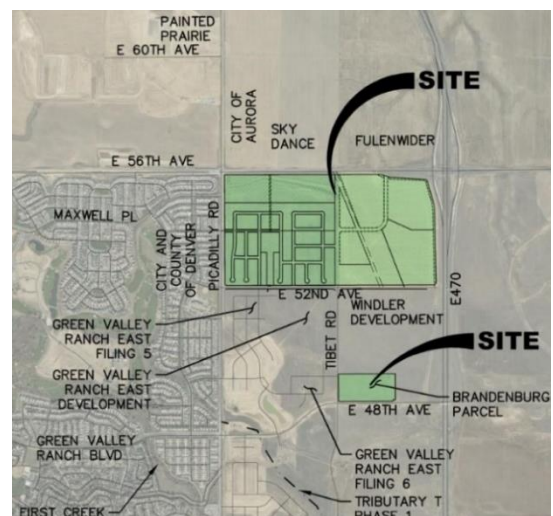 PAINTED
PRAIRIE
E 60TH AVE
SITE
CITY OF
AURORA
SKY
DANCE
FULENWIDER
E 56TH AVE
MAXWELL PL
CITY AND
COUNTY
OF DENVER
PICADILLY RD
E 52ND AVE
E470
GREEN VALLEY
RANCH EAST
FILING 5
WINDLER
DEVELOPMENT
TIBET RD
SITE
GREEN VALLEY
RANCH EAST
DEVELOPMENT
BRANDENBURG
PARCEL
E 48TH AVE
GREEN VALLEY
RANCH BLVD
GREEN VALLEY
RANCH EAST
FILING 6
TRIBUTARY T
PHASE 1
FIRST CREEK